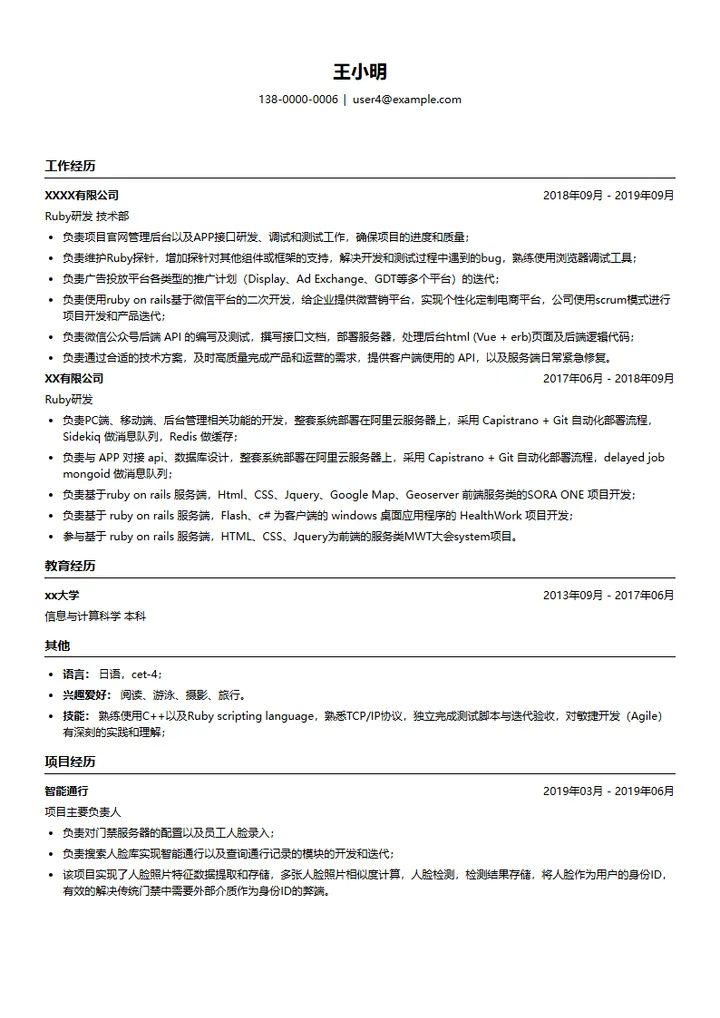 王小明
138-0000-0006 | user4@example.com
工作经历
XXXX有限公司 2018年09月 - 2019年09月
Ruby研发 技术部
• 负责项目官网管理后台以及APP接口研发、调试和测试工作，确保项目的进度和质量；
• 负责维护Ruby探针，增加探针对其他组件或框架的支持，解决开发和测试过程中遇到的bug，熟练使用浏览器调试工具；
• 负责广告投放平台各类型的推广计划（Display、Ad Exchange、GDT等多个平台）的迭代；
• 负责使用ruby on rails基于微信平台的二次开发，给企业提供微营销平台，实现个性化定制电商平台，公司使用scrum模式进行
项目开发和产品迭代；
• 负责微信公众号后端 API 的编写及测试，撰写接口文档，部署服务器，处理后台html (Vue + erb)页面及后端逻辑代码；
• 负责通过合适的技术方案，及时高质量完成产品和运营的需求，提供客户端使用的 API，以及服务端日常紧急修复。
XX有限公司 2017年06月 - 2018年09月
Ruby研发
• 负责PC端、移动端、后台管理相关功能的开发，整套系统部署在阿里云服务器上，采用 Capistrano + Git 自动化部署流程，
Sidekiq 做消息队列，Redis 做缓存；
• 负责与 APP 对接 api、数据库设计，整套系统部署在阿里云服务器上，采用 Capistrano + Git 自动化部署流程，delayed job
mongoid 做消息队列；
• 负责基于ruby on rails 服务端，Html、CSS、Jquery、Google Map、Geoserver 前端服务类的SORA ONE 项目开发；
• 负责基于 ruby on rails 服务端，Flash、c# 为客户端的 windows 桌面应用程序的 HealthWork 项目开发；
• 参与基于 ruby on rails 服务端，HTML、CSS、Jquery为前端的服务类MWT大会system项目。
教育经历
xx大学 2013年09月 - 2017年06月
信息与计算科学 本科
其他
• 语言： 日语，cet-4；
• 兴趣爱好： 阅读、游泳、摄影、旅行。
• 技能： 熟练使用C++以及Ruby scripting language，熟悉TCP/IP协议，独立完成测试脚本与迭代验收，对敏捷开发（Agile）
有深刻的实践和理解；
项目经历
智能通行 2019年03月 - 2019年06月
项目主要负责人
• 负责对门禁服务器的配置以及员工人脸录入；
• 负责搜索人脸库实现智能通行以及查询通行记录的模块的开发和迭代；
• 该项目实现了人脸照片特征数据提取和存储，多张人脸照片相似度计算，人脸检测，检测结果存储，将人脸作为用户的身份ID，
有效的解决传统门禁中需要外部介质作为身份ID的弊端。